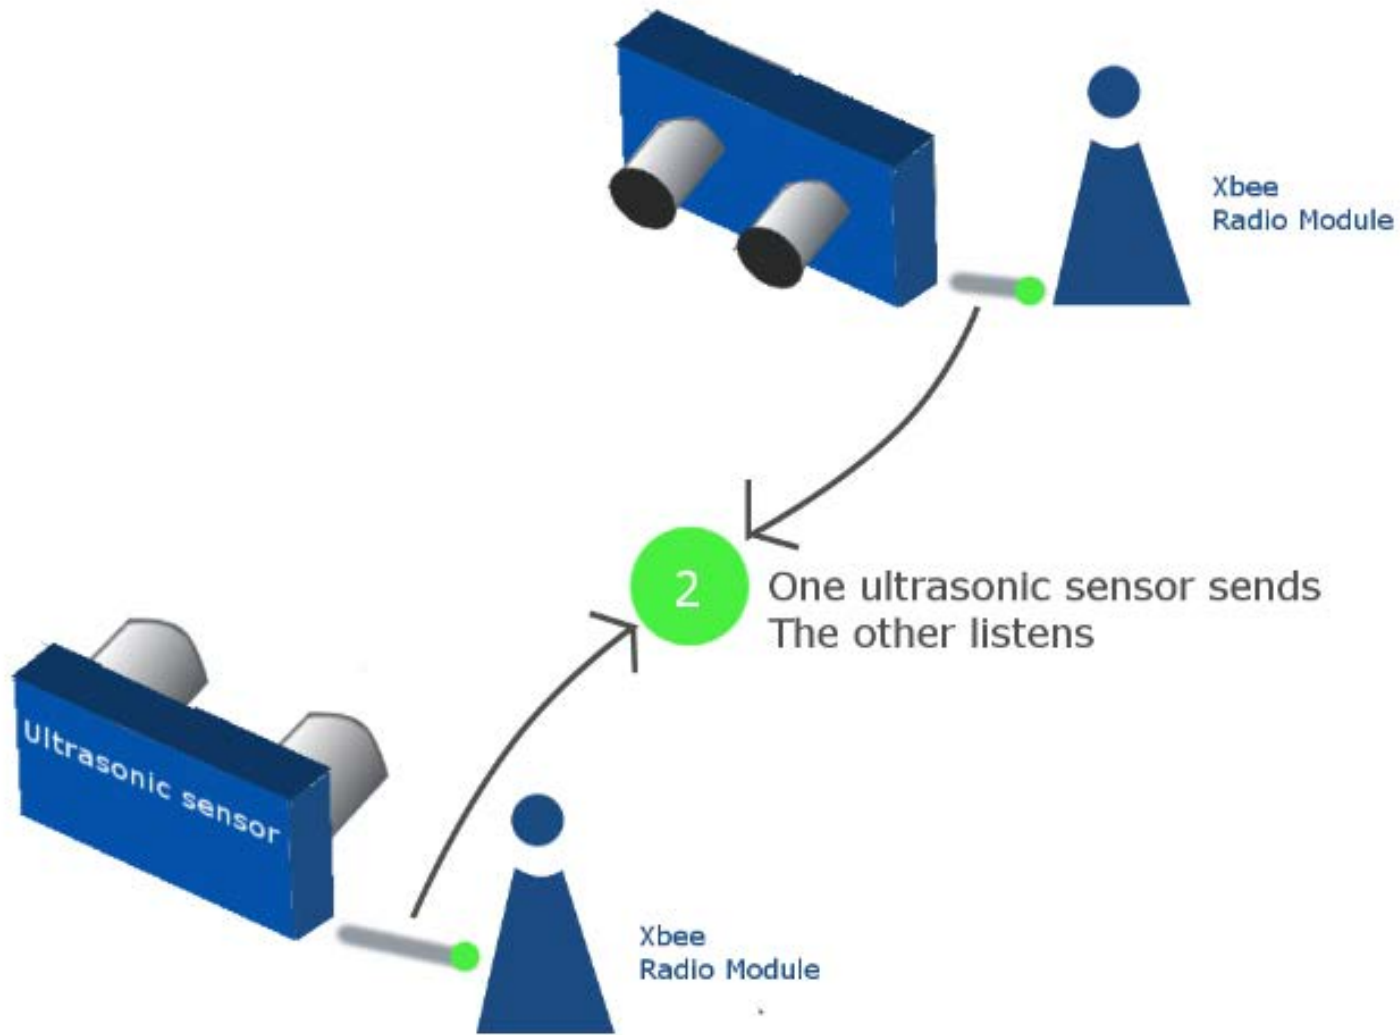 Xbee
Radio Module
2
One ultrasonic sensor sends
The other listens
Ultrasonic sensor
Xbee
Radio Module